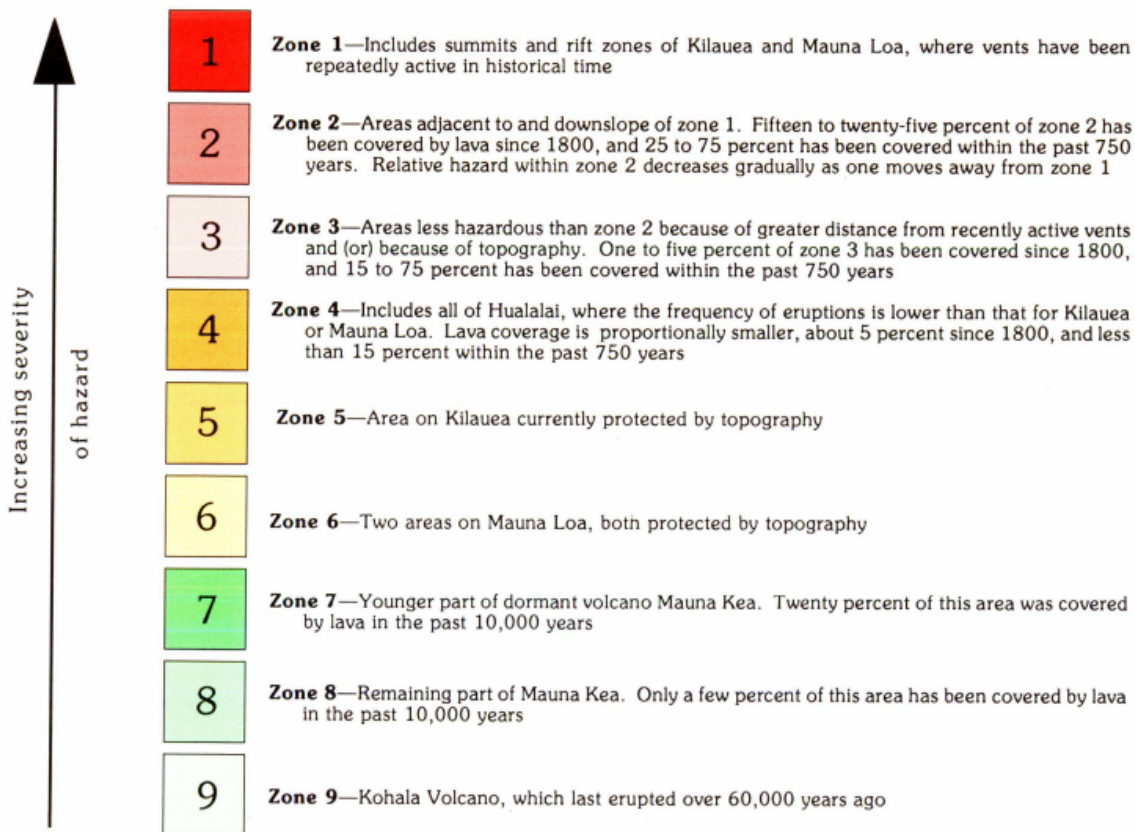 Increasing severity
of hazard
1
Zone 1—Includes summits and rift zones of Kilauea and Mauna Loa, where vents have been
repeatedly active in historical time
2
Zone 2—Areas adjacent to and downslope of zone 1. Fifteen to twenty-five percent of zone 2 has
been covered by lava since 1800, and 25 to 75 percent has been covered within the past 750
years. Relative hazard within zone 2 decreases gradually as one moves away from zone 1
3
Zone 3—Areas less hazardous than zone 2 because of greater distance from recently active vents
and (or) because of topography. One to five percent of zone 3 has been covered since 1800,
and 15 to 75 percent has been covered within the past 750 years
4
Zone 4—Includes all of Hualalai, where the frequency of eruptions is lower than that for Kilauea
or Mauna Loa. Lava coverage is proportionally smaller, about 5 percent since 1800, and less
than 15 percent within the past 750 years
5
Zone 5—Area on Kilauea currently protected by topography
6
Zone 6—Two areas on Mauna Loa, both protected by topography
7
Zone 7—Younger part of dormant volcano Mauna Kea. Twenty percent of this area was covered
by lava in the past 10,000 years
8
Zone 8—Remaining part of Mauna Kea. Only a few percent of this area has been covered by lava
in the past 10,000 years
9
Zone 9—Kohala Volcano, which last erupted over 60,000 years ago